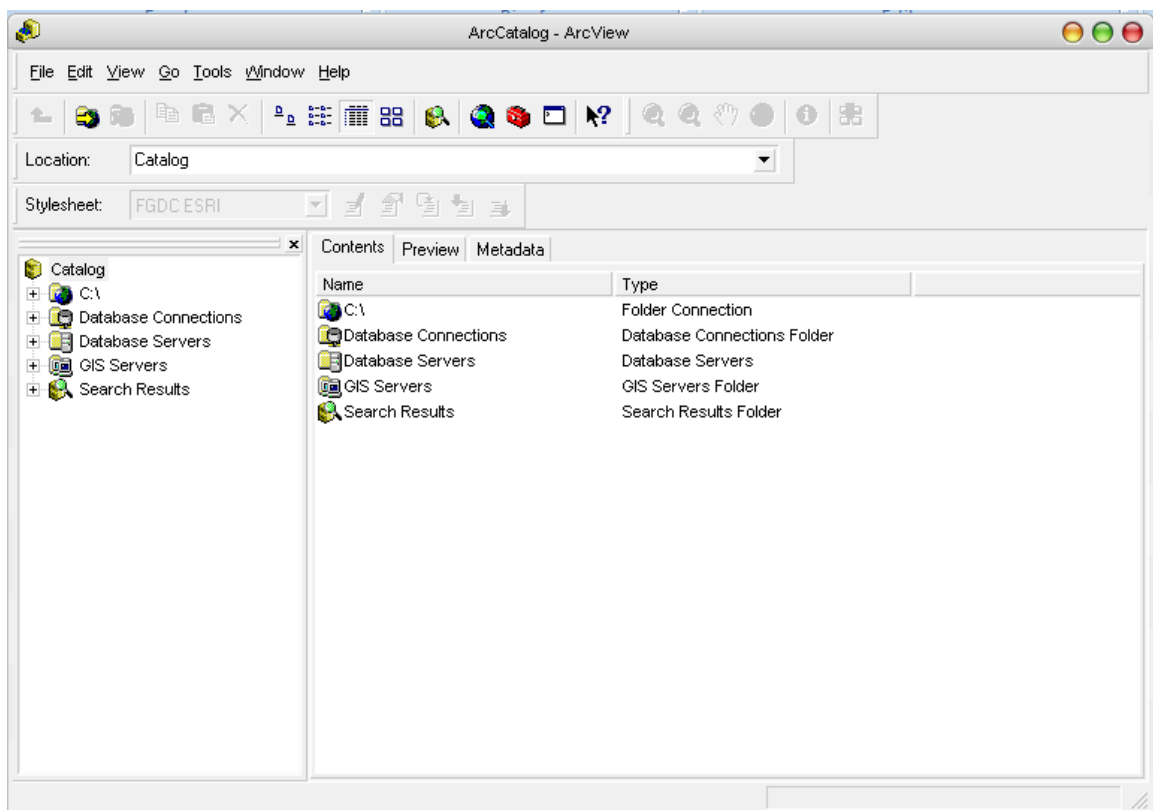 ArcCatalog - ArcView
File Edit View Go Tools Window Help
Location: Catalog
Stylesheet: FGDC ESRI
Catalog
C:\
Database Connections
Database Servers
GIS Servers
Search Results
Contents Preview Metadata
Name Type
C:\ Folder Connection
Database Connections Database Connections Folder
Database Servers Database Servers
GIS Servers GIS Servers Folder
Search Results Search Results Folder